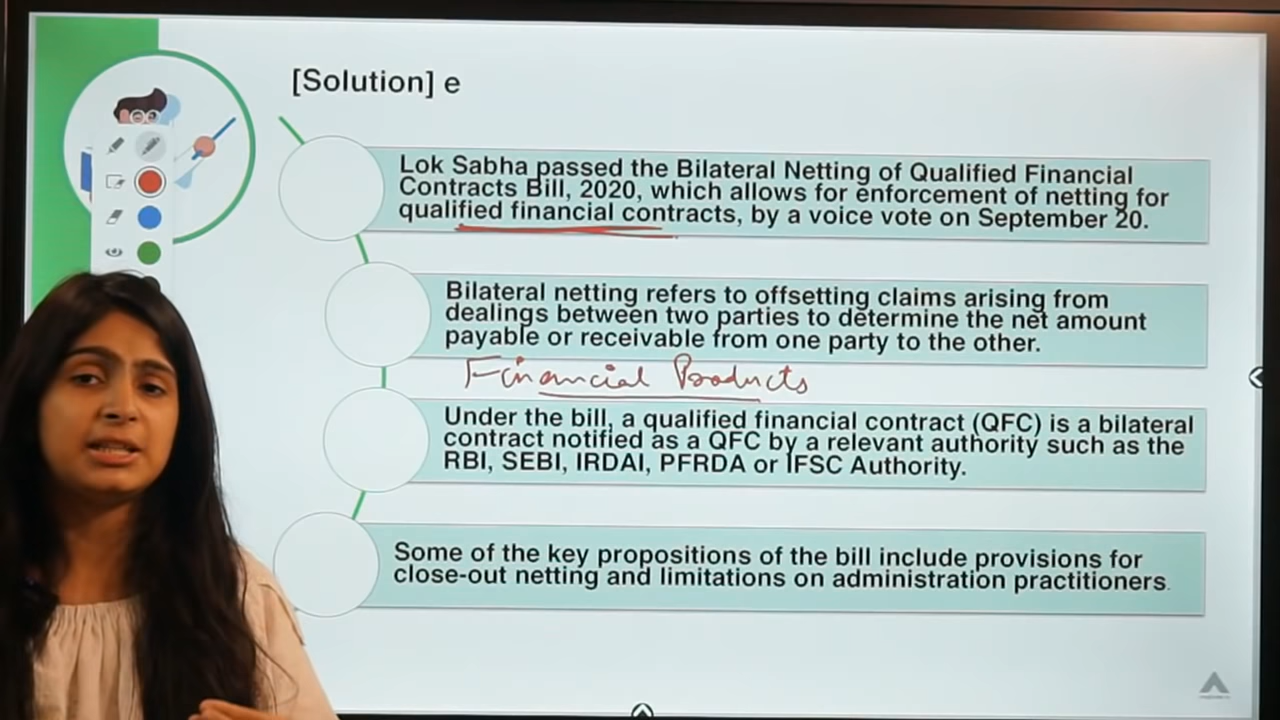 [Solution] e
Lok Sabha passed the Bilateral Netting of Qualified Financial
Contracts Bill, 2020, which allows for enforcement of netting for
qualified financial contracts, by a voice vote on September 20.
Bilateral netting refers to offsetting claims arising from
dealings between two parties to determine the net amount
payable or receivable from one party to the other.
Financial Products
Under the bill, a qualified financial contract (QFC) is a bilateral
contract notified as a QFC by a relevant authority such as the
RBI, SEBI, IRDAI, PFRDA or IFSC Authority.
Some of the key propositions of the bill include provisions for
close-out netting and limitations on administration practitioners.